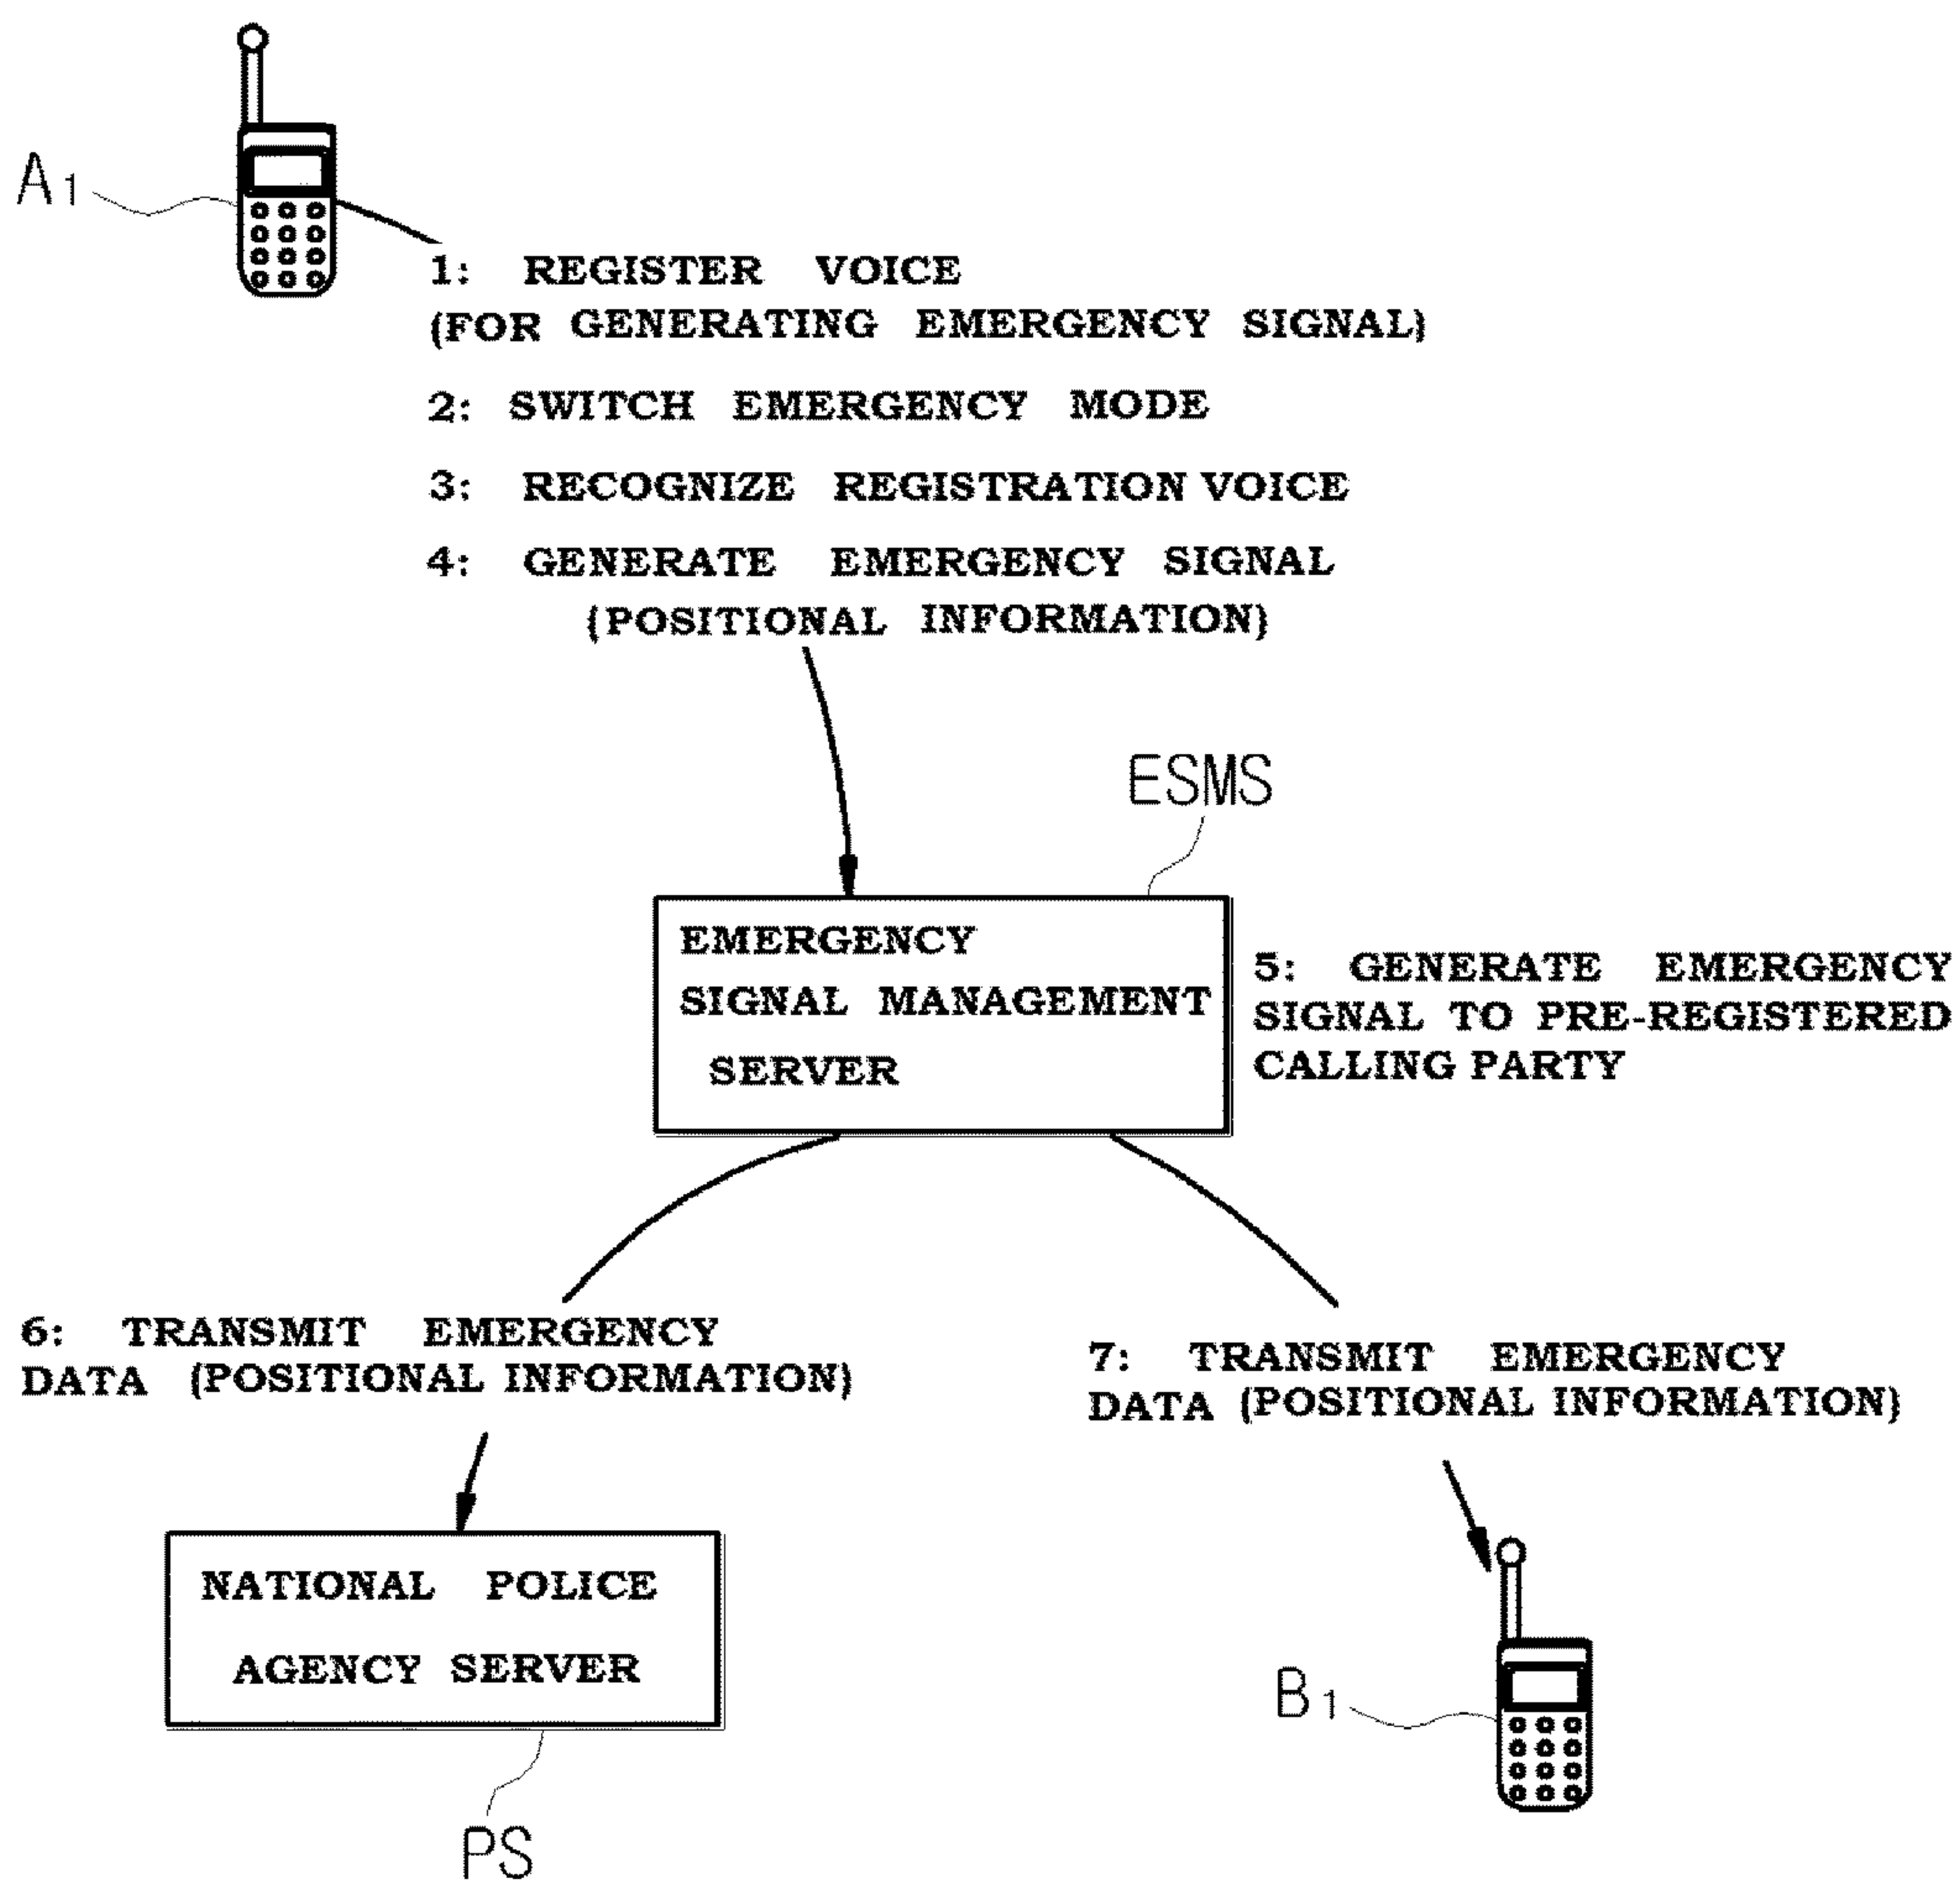 A1
1: REGISTER VOICE
(FOR GENERATING EMERGENCY SIGNAL)
2: SWITCH EMERGENCY MODE
3: RECOGNIZE REGISTRATION VOICE
4: GENERATE EMERGENCY SIGNAL
(POSITIONAL INFORMATION)
ESMS
EMERGENCY
SIGNAL MANAGEMENT
SERVER
5: GENERATE EMERGENCY
SIGNAL TO PRE-REGISTERED
CALLING PARTY
6: TRANSMIT EMERGENCY
DATA (POSITIONAL INFORMATION)
7: TRANSMIT EMERGENCY
DATA (POSITIONAL INFORMATION)
NATIONAL POLICE
AGENCY SERVER
B1
PS